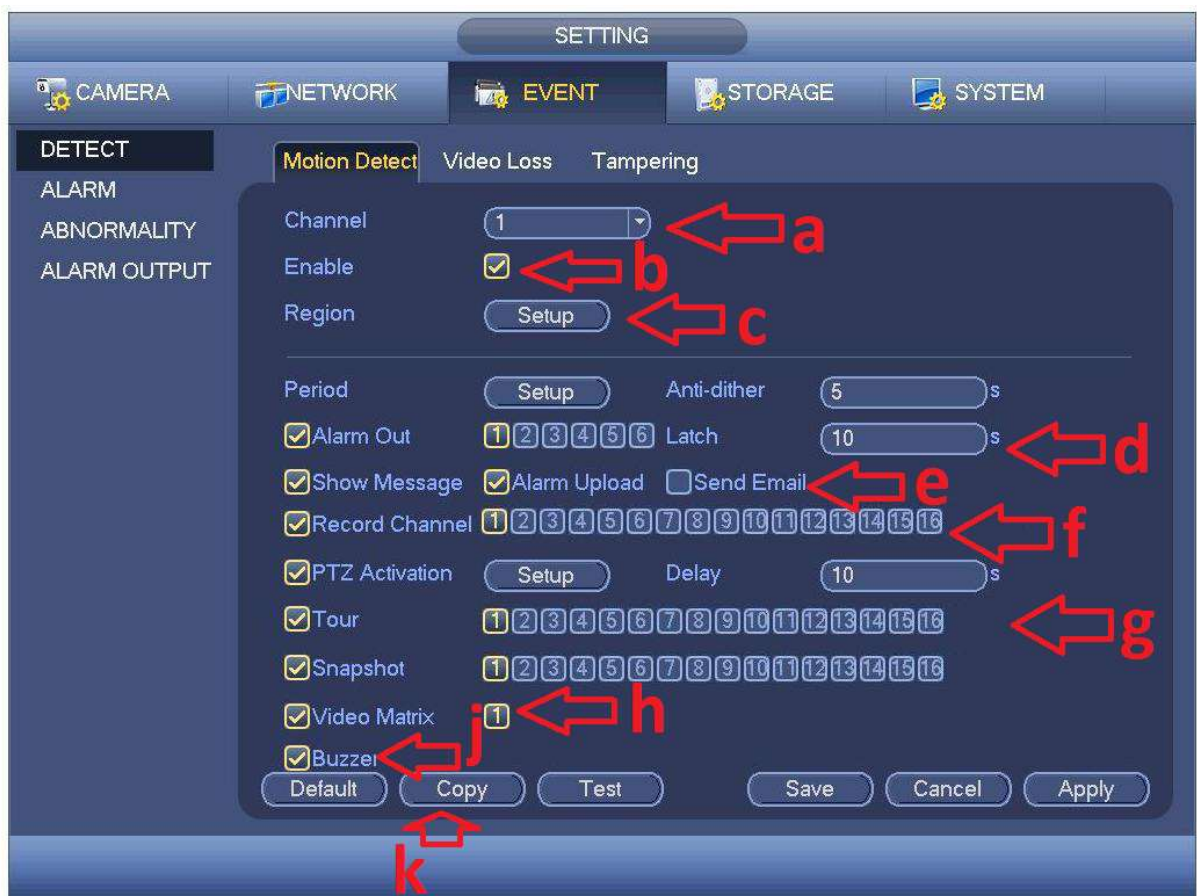 SETTING
CAMERA NETWORK EVENT STORAGE SYSTEM
DETECT
ALARM
ABNORMALITY
ALARM OUTPUT
Motion Detect Video Loss Tampering
Channel 1 a
Enable b
Region Setup c
Period Setup Anti-dither 5 s
Alarm Out 1 2 3 4 5 6 Latch 10 s d
Show Message Alarm Upload Send Email e
Record Channel 1 2 3 4 5 6 7 8 9 10 11 12 13 14 15 16 f
PTZ Activation Setup Delay 10 s
Tour 1 2 3 4 5 6 7 8 9 10 11 12 13 14 15 16 g
Snapshot 1 2 3 4 5 6 7 8 9 10 11 12 13 14 15 16
Video Matrix 1 h
Buzzer j
Default Copy Test Save Cancel Apply
k